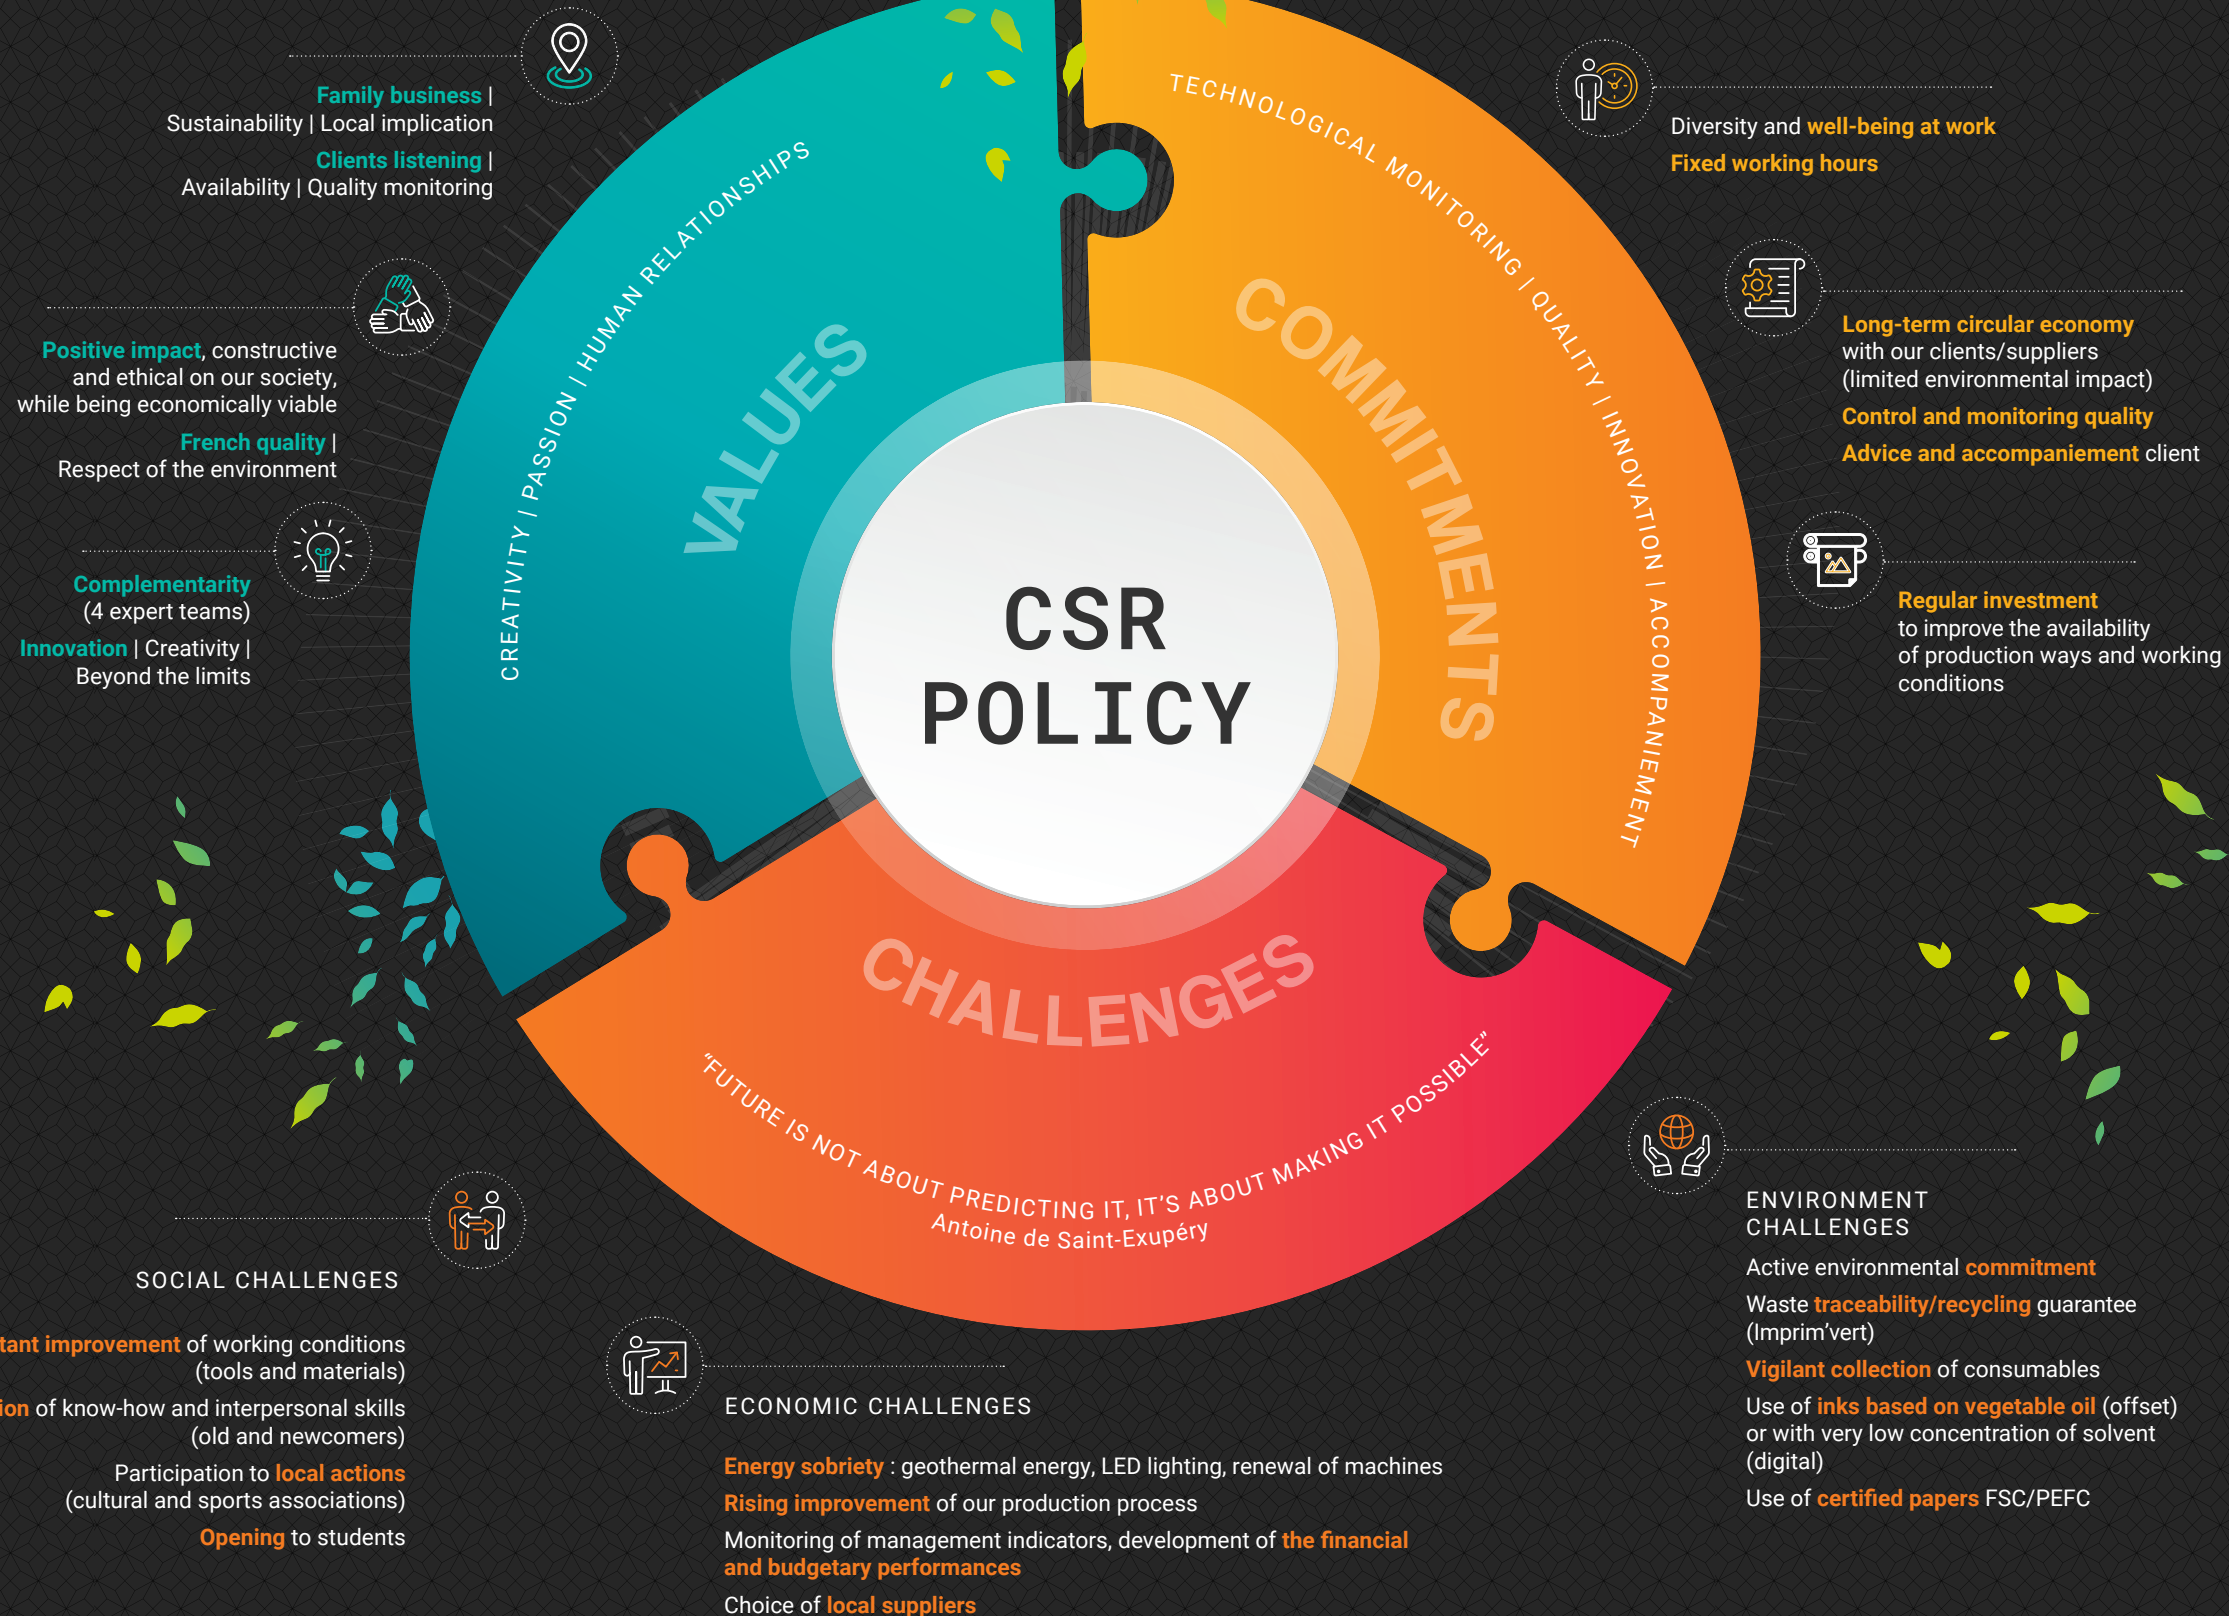 Family business |
Sustainability | Local implication
Clients listening |
Availability | Quality monitoring
Positive impact, constructive
and ethical on our society,
while being economically viable
French quality |
Respect of the environment
Complementarity
(4 expert teams)
Innovation | Creativity |
Beyond the limits
CREATIVITY | PASSION | HUMAN RELATIONSHIPS
VALUES
TECHNOLOGICAL MONITORING | QUALITY | INNOVATION | ACCOMPANIEMENT
COMMITMENTS
CSR
POLICY
Diversity and well-being at work
Fixed working hours
Long-term circular economy
with our clients/suppliers
(limited environmental impact)
Control and monitoring quality
Advice and accompaniement client
Regular investment
to improve the availability
of production ways and working
conditions
CHALLENGES
“FUTURE IS NOT ABOUT PREDICTING IT, IT’S ABOUT MAKING IT POSSIBLE”
Antoine de Saint-Exupéry
SOCIAL CHALLENGES
improvement of working conditions
(tools and materials)
of know-how and interpersonal skills
(old and newcomers)
Participation to local actions
(cultural and sports associations)
Opening to students
ECONOMIC CHALLENGES
Energy sobriety : geothermal energy, LED lighting, renewal of machines
Rising improvement of our production process
Monitoring of management indicators, development of the financial
and budgetary performances
Choice of local suppliers
ENVIRONMENT
CHALLENGES
Active environmental commitment
Waste traceability/recycling guarantee
(Imprim’vert)
Vigilant collection of consumables
Use of inks based on vegetable oil (offset)
or with very low concentration of solvent
(digital)
Use of certified papers FSC/PEFC